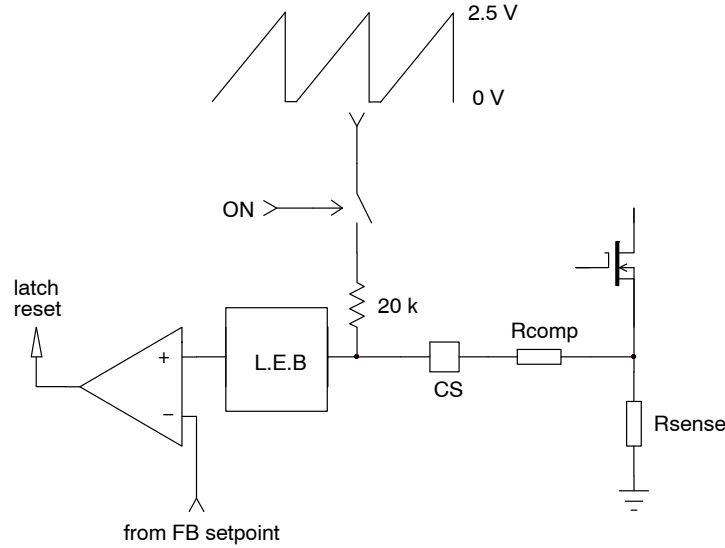 2.5 V
0 V
ON
latch
reset
20 k
Rcomp
+
L.E.B
CS
−
Rsense
from FB setpoint